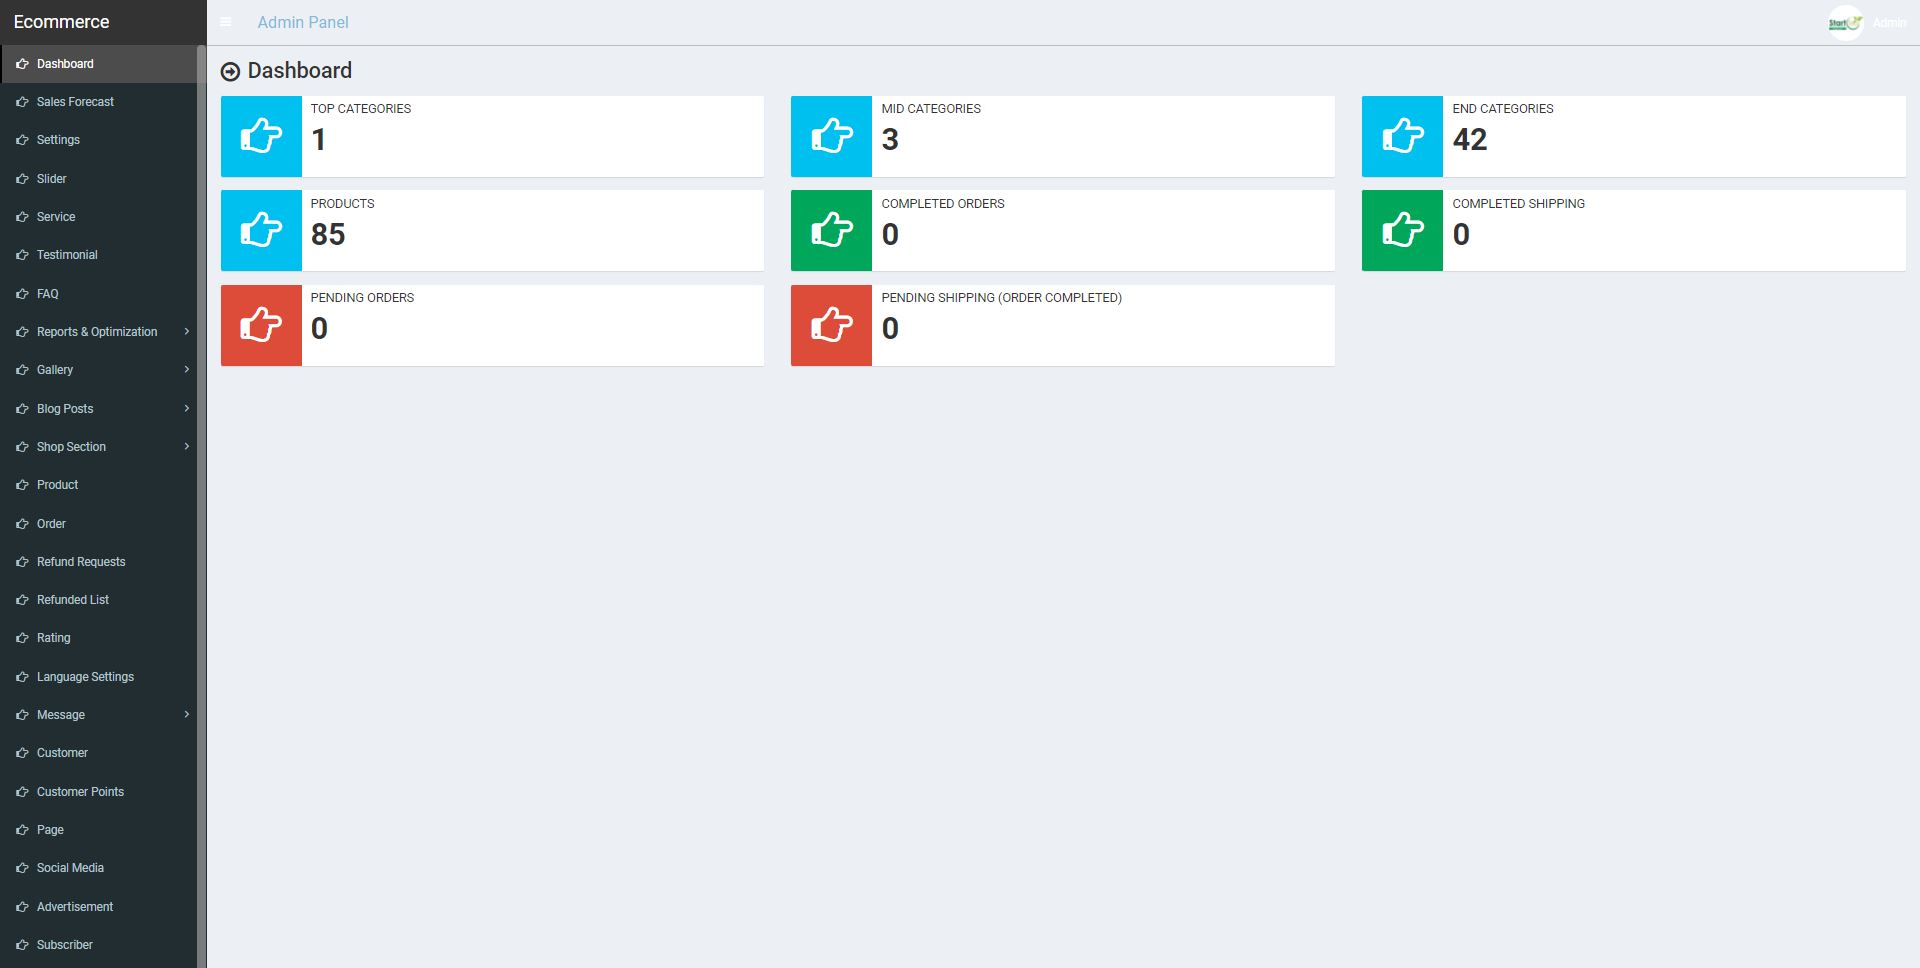 Ecommerce
Admin Panel
Start
Admin
Dashboard
Sales Forecast
Settings
Slider
Service
Testimonial
FAQ
Reports & Optimization
Gallery
Blog Posts
Shop Section
Product
Order
Refund Requests
Refunded List
Rating
Language Settings
Message
Customer
Customer Points
Page
Social Media
Advertisement
Subscriber
Dashboard
TOP CATEGORIES
1
MID CATEGORIES
3
END CATEGORIES
42
PRODUCTS
85
COMPLETED ORDERS
0
COMPLETED SHIPPING
0
PENDING ORDERS
0
PENDING SHIPPING (ORDER COMPLETED)
0